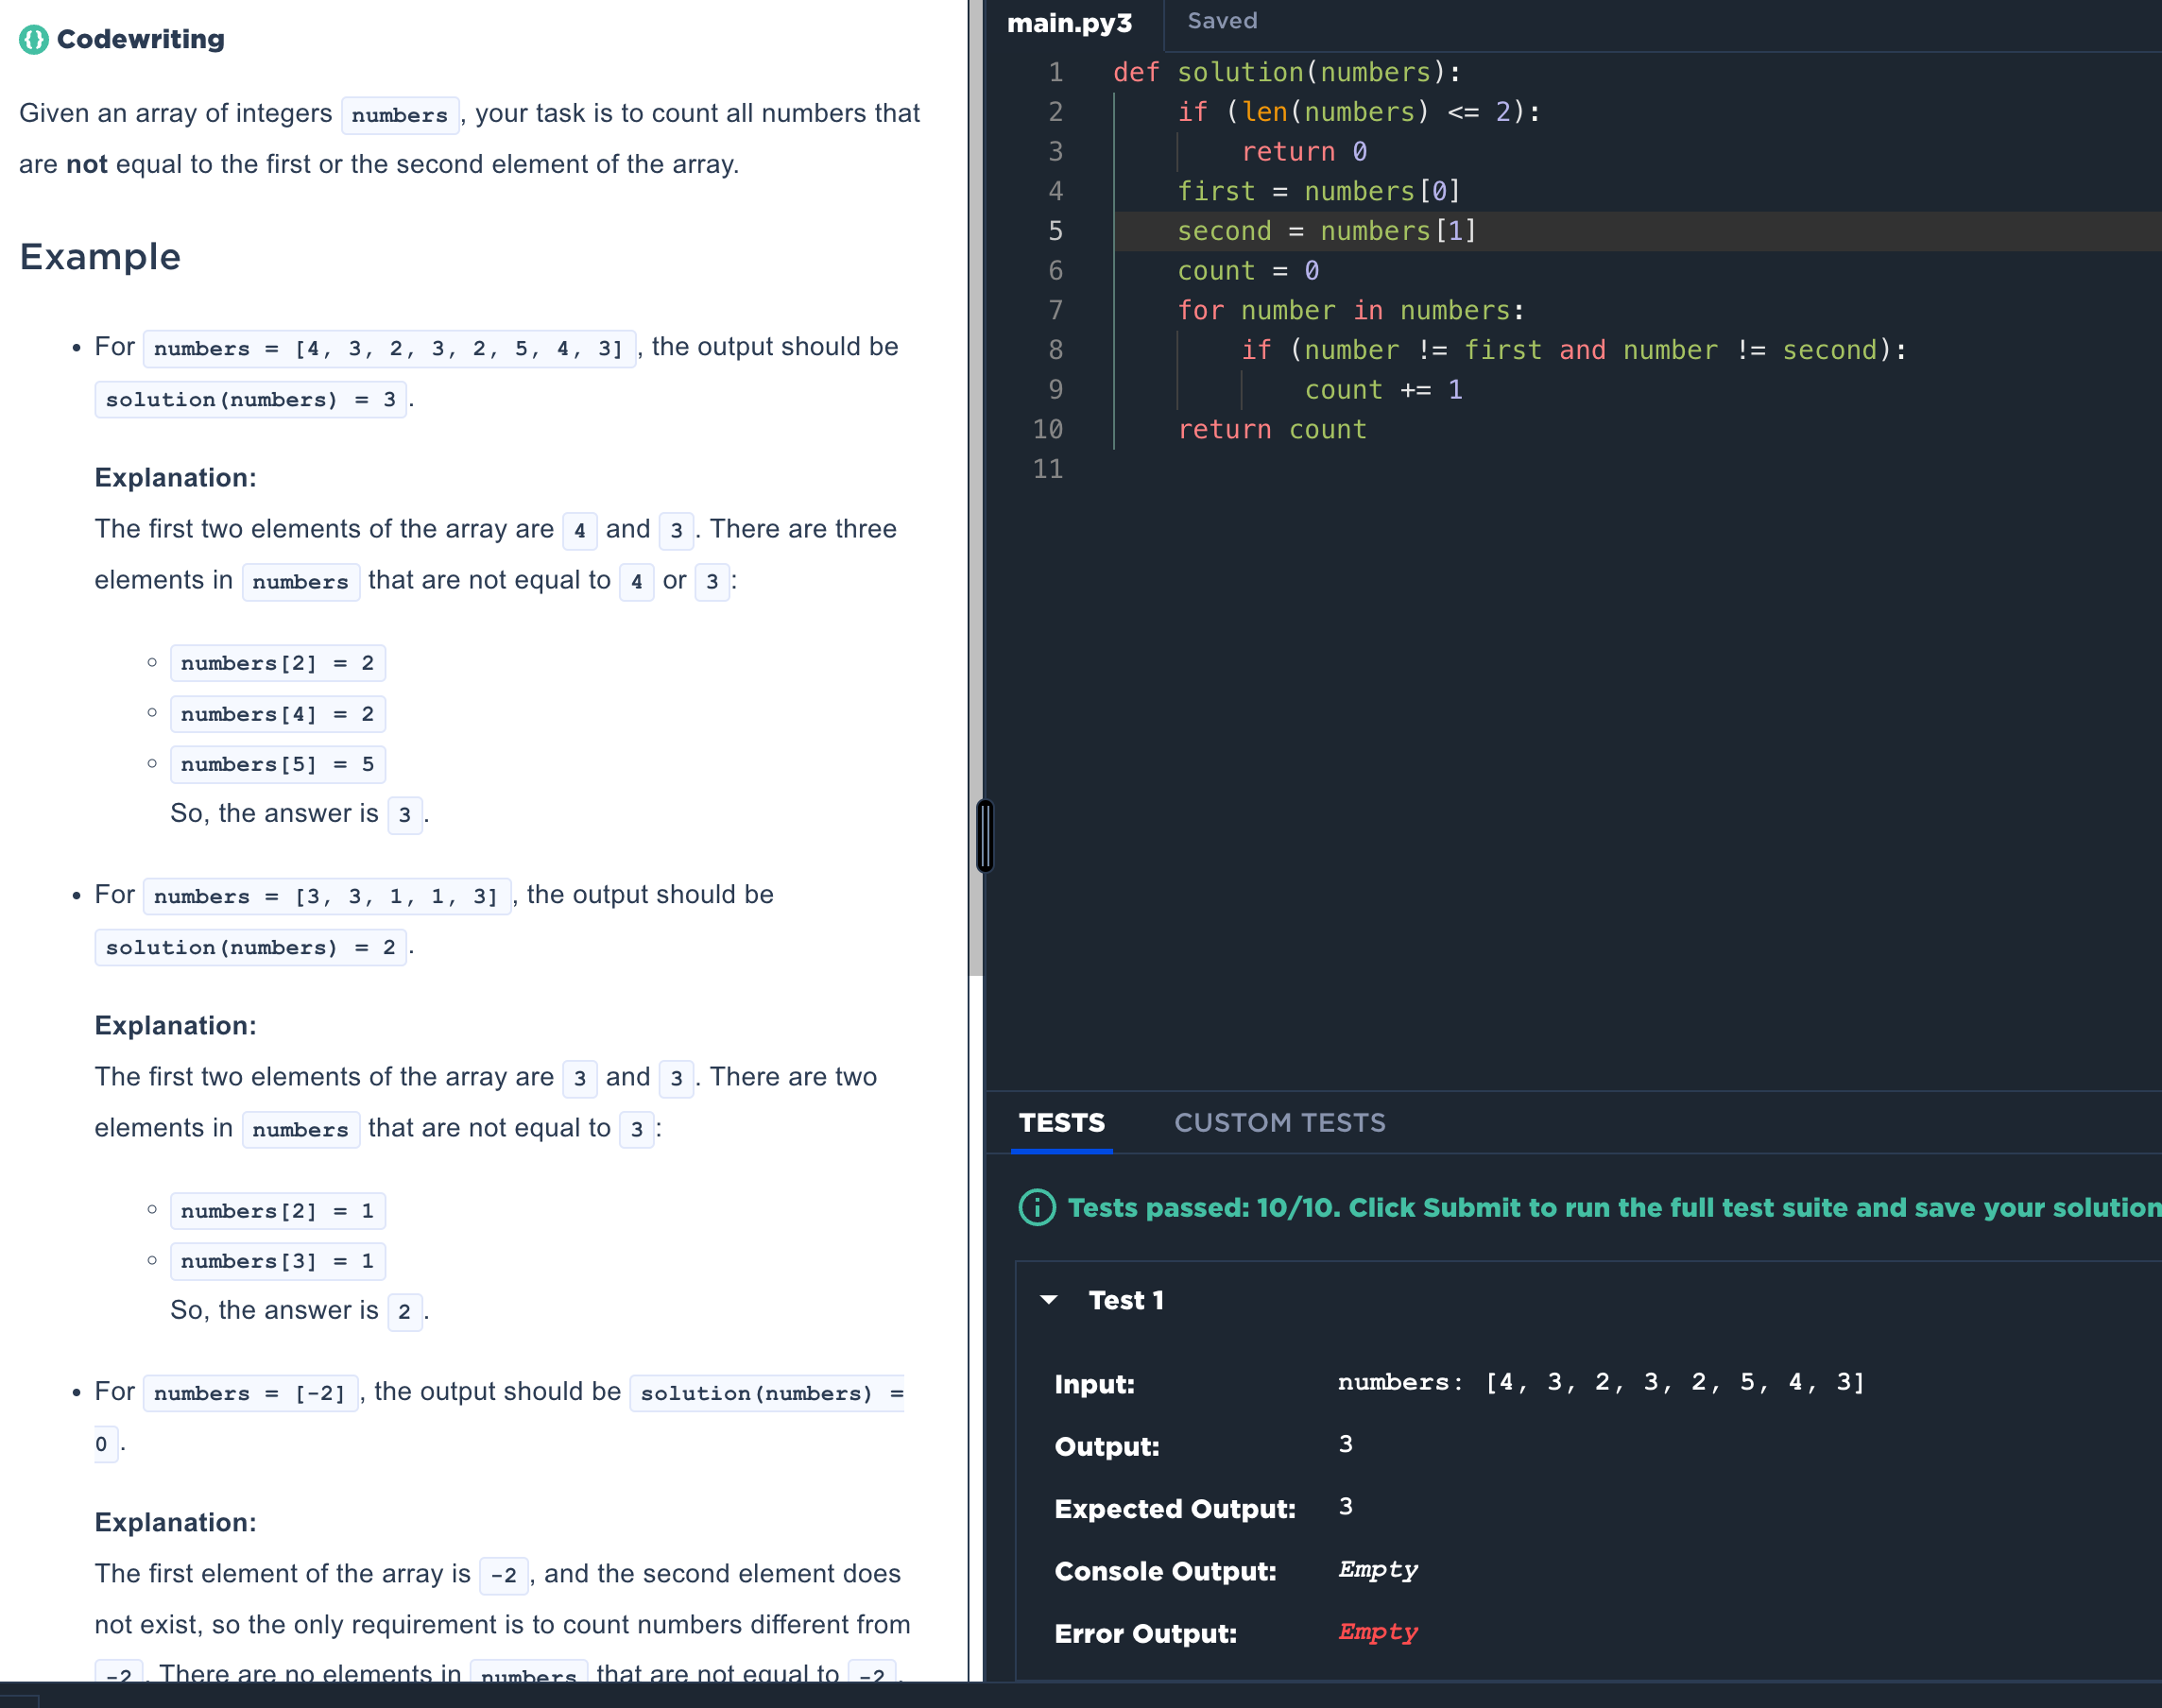 Codewriting
Given an array of integers numbers, your task is to count all numbers that
are not equal to the first or the second element of the array.
Example
• For numbers = [4, 3, 2, 3, 2, 5, 4, 3], the output should be
solution(numbers) = 3.
Explanation:
The first two elements of the array are 4 and 3. There are three
elements in numbers that are not equal to 4 or 3:
◦ numbers[2] = 2
◦ numbers[4] = 2
◦ numbers[5] = 5
So, the answer is 3.
• For numbers = [3, 3, 1, 1, 3], the output should be
solution(numbers) = 2.
Explanation:
The first two elements of the array are 3 and 3. There are two
elements in numbers that are not equal to 3:
◦ numbers[2] = 1
◦ numbers[3] = 1
So, the answer is 2.
• For numbers = [-2], the output should be solution(numbers) =
0.
Explanation:
The first element of the array is -2, and the second element does
not exist, so the only requirement is to count numbers different from
-2. There are no elements in numbers that are not equal to -2.
main.py3 Saved
1 def solution(numbers):
2 if (len(numbers) <= 2):
3 return 0
4 first = numbers[0]
5 second = numbers[1]
6 count = 0
7 for number in numbers:
8 if (number != first and number != second):
9 count += 1
10 return count
11
TESTS CUSTOM TESTS
Tests passed: 10/10. Click Submit to run the full test suite and save your solution
Test 1
Input: numbers: [4, 3, 2, 3, 2, 5, 4, 3]
Output: 3
Expected Output: 3
Console Output: Empty
Error Output: Empty